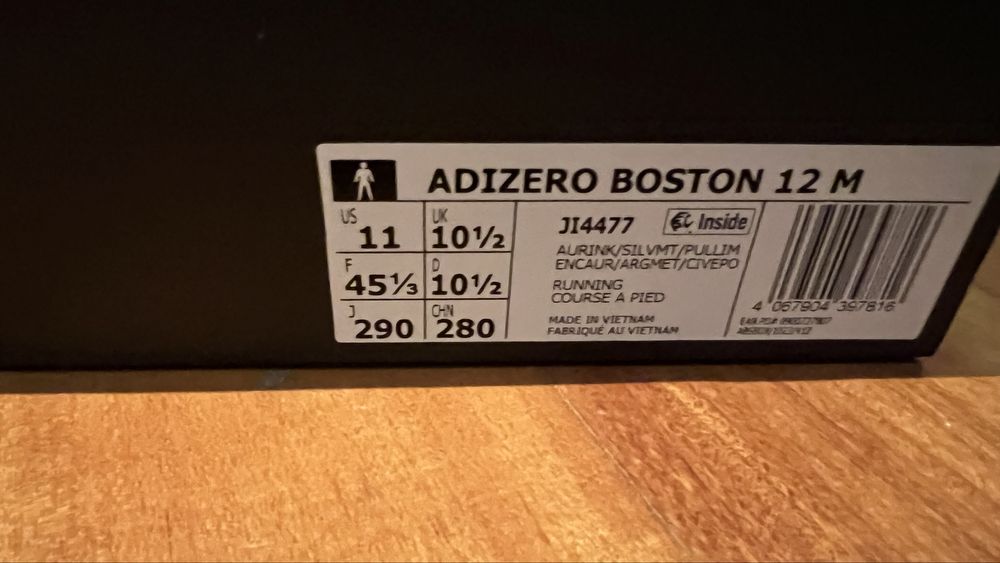 ADIZERO BOSTON 12 M
US 11 UK 10½
F 45⅓ D 10½
J 290 CHN 280
JI4477 Inside
AURINK/SILVMT/PULLIM
ENCAUR/ARGMET/CIVEPO
RUNNING
COURSE A PIED
MADE IN VIETNAM
FABRIQUÉ AU VIETNAM
4 067904 397816